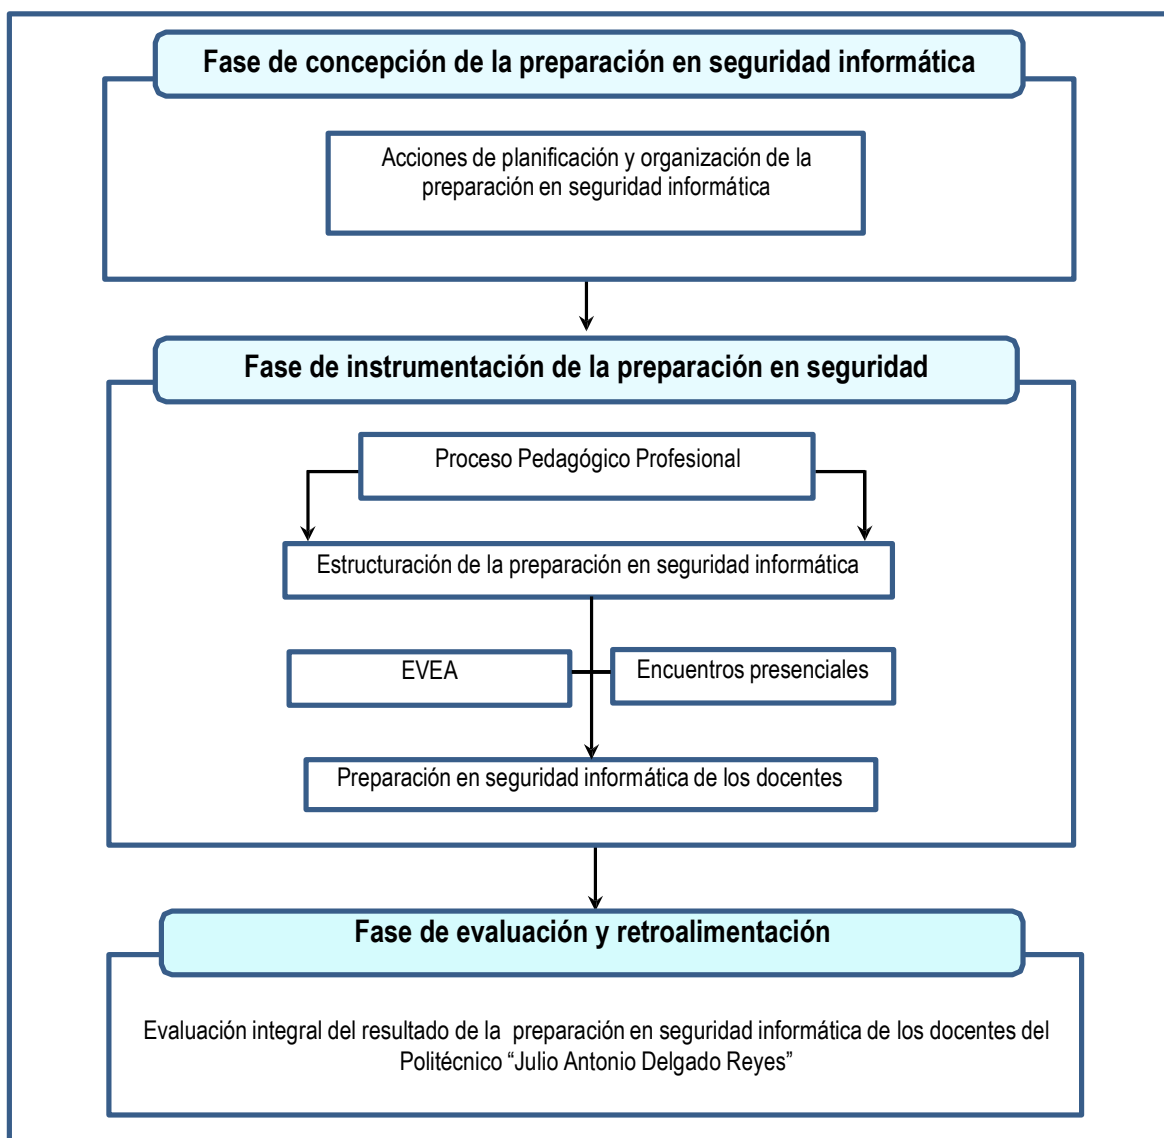 Fase de concepción de la preparación en seguridad informática
Acciones de planificación y organización de la
preparación en seguridad informática
Fase de instrumentación de la preparación en seguridad
Proceso Pedagógico Profesional
Estructuración de la preparación en seguridad informática
EVEA
Encuentros presenciales
Preparación en seguridad informática de los docentes
Fase de evaluación y retroalimentación
Evaluación integral del resultado de la preparación en seguridad informática de los docentes del
Politécnico “Julio Antonio Delgado Reyes”